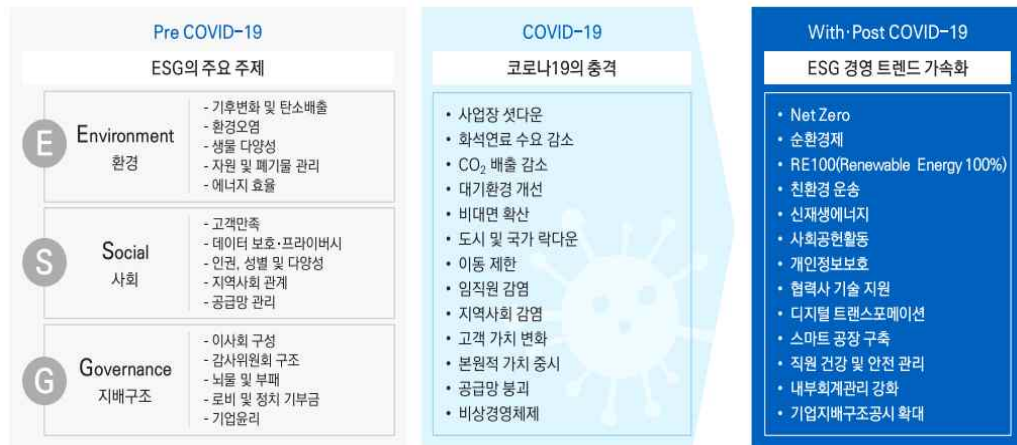 Pre COVID-19
ESG의 주요 주제
E
Environment
환경
- 기후변화 및 탄소배출
- 환경오염
- 생물 다양성
- 자원 및 폐기물 관리
- 에너지 효율
S
Social
사회
- 고객만족
- 데이터 보호·프라이버시
- 인권, 성별 및 다양성
- 지역사회 관계
- 공급망 관리
G
Governance
지배구조
- 이사회 구성
- 감사위원회 구조
- 뇌물 및 부패
- 로비 및 정치 기부금
- 기업윤리
COVID-19
코로나19의 충격
• 사업장 셧다운
• 화석연료 수요 감소
• CO₂ 배출 감소
• 대기환경 개선
• 비대면 확산
• 도시 및 국가 락다운
• 이동 제한
• 임직원 감염
• 지역사회 감염
• 고객 가치 변화
• 본원적 가치 중시
• 공급망 붕괴
• 비상경영체제
With·Post COVID-19
ESG 경영 트렌드 가속화
• Net Zero
• 순환경제
• RE100(Renewable Energy 100%)
• 친환경 운송
• 신재생에너지
• 사회공헌활동
• 개인정보보호
• 협력사 기술 지원
• 디지털 트랜스포메이션
• 스마트 공장 구축
• 직원 건강 및 안전 관리
• 내부회계관리 강화
• 기업지배구조공시 확대